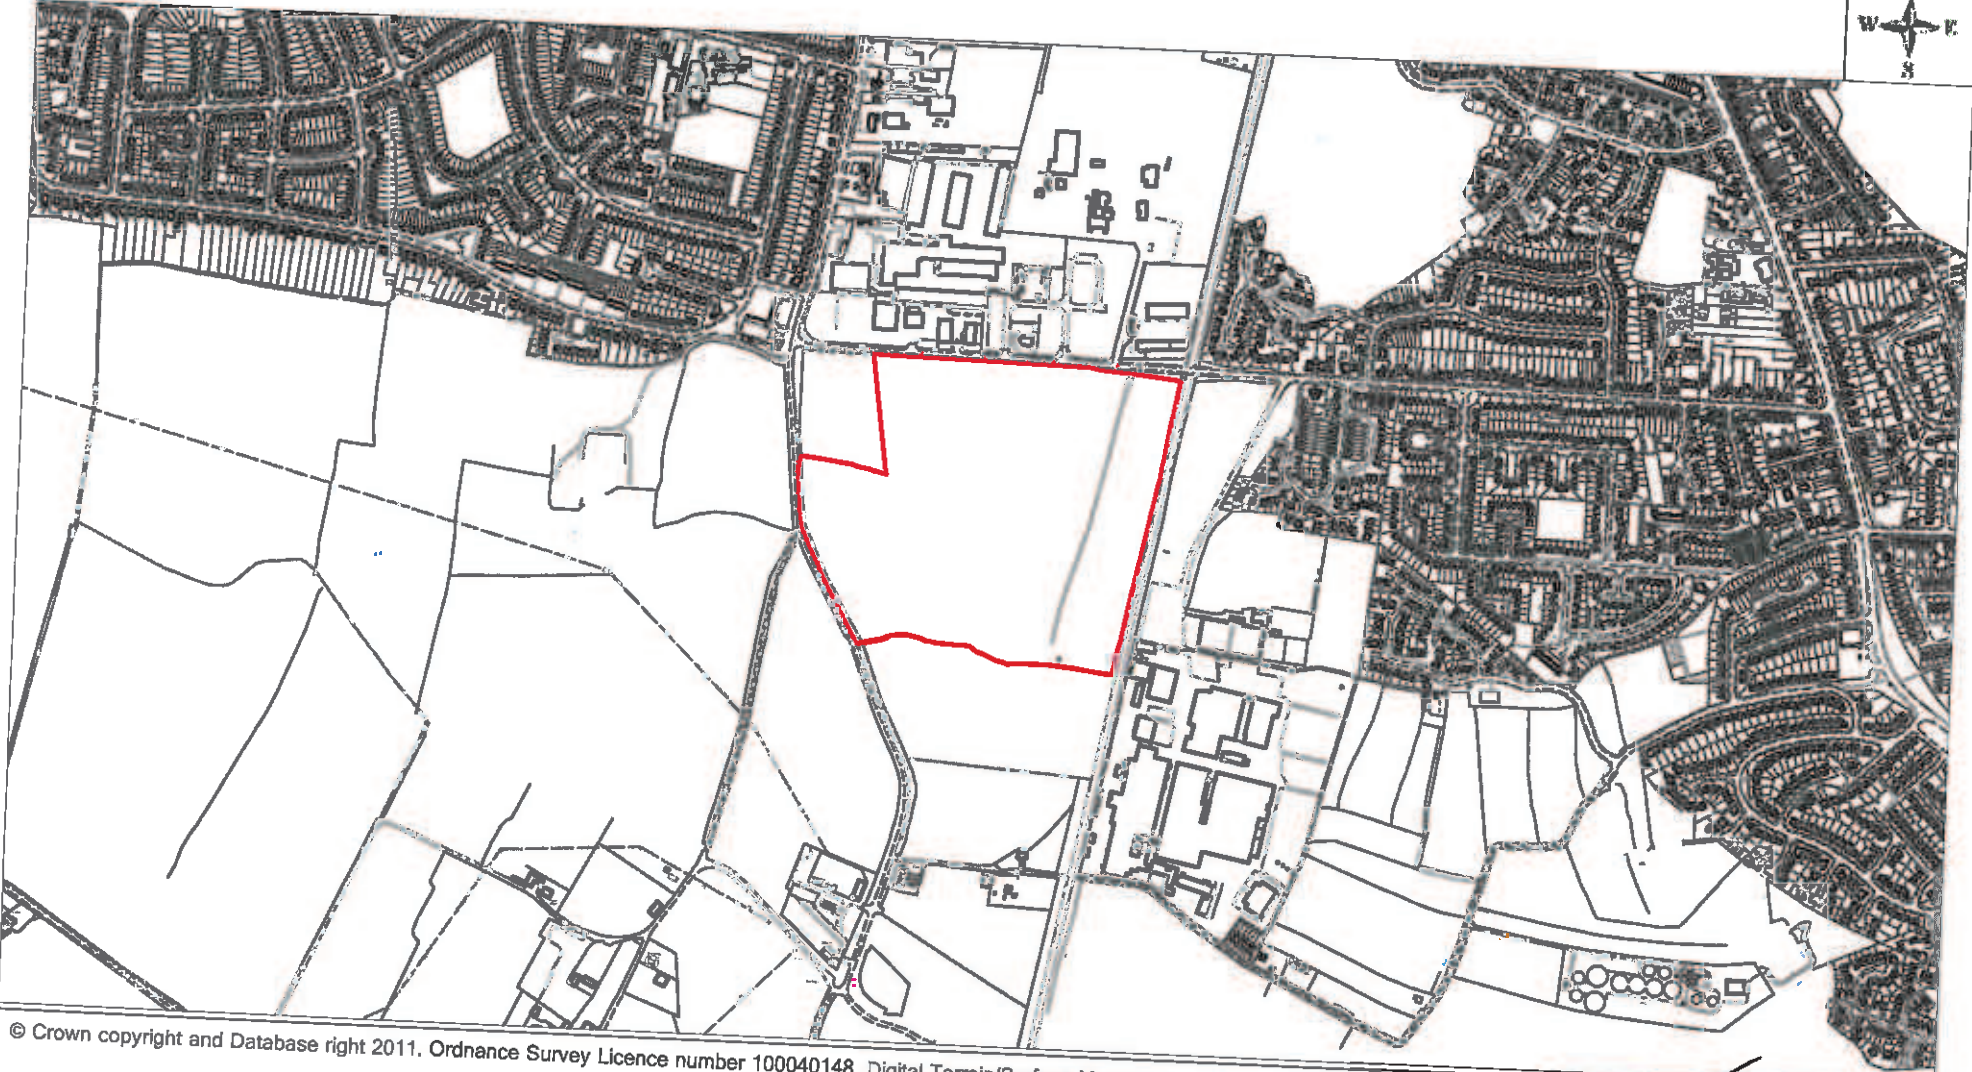 W E
S
© Crown copyright and Database right 2011. Ordnance Survey Licence number 100040148. Digital